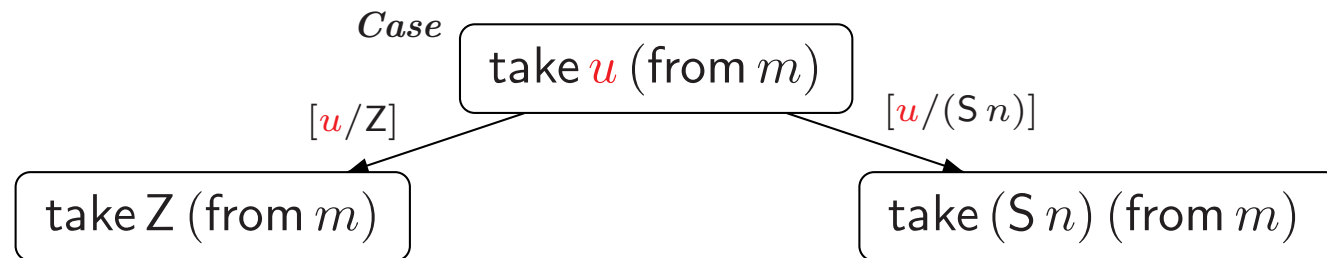 Case
take u (from m)
[u/Z]
[u/(S n)]
take Z (from m)
take (S n) (from m)